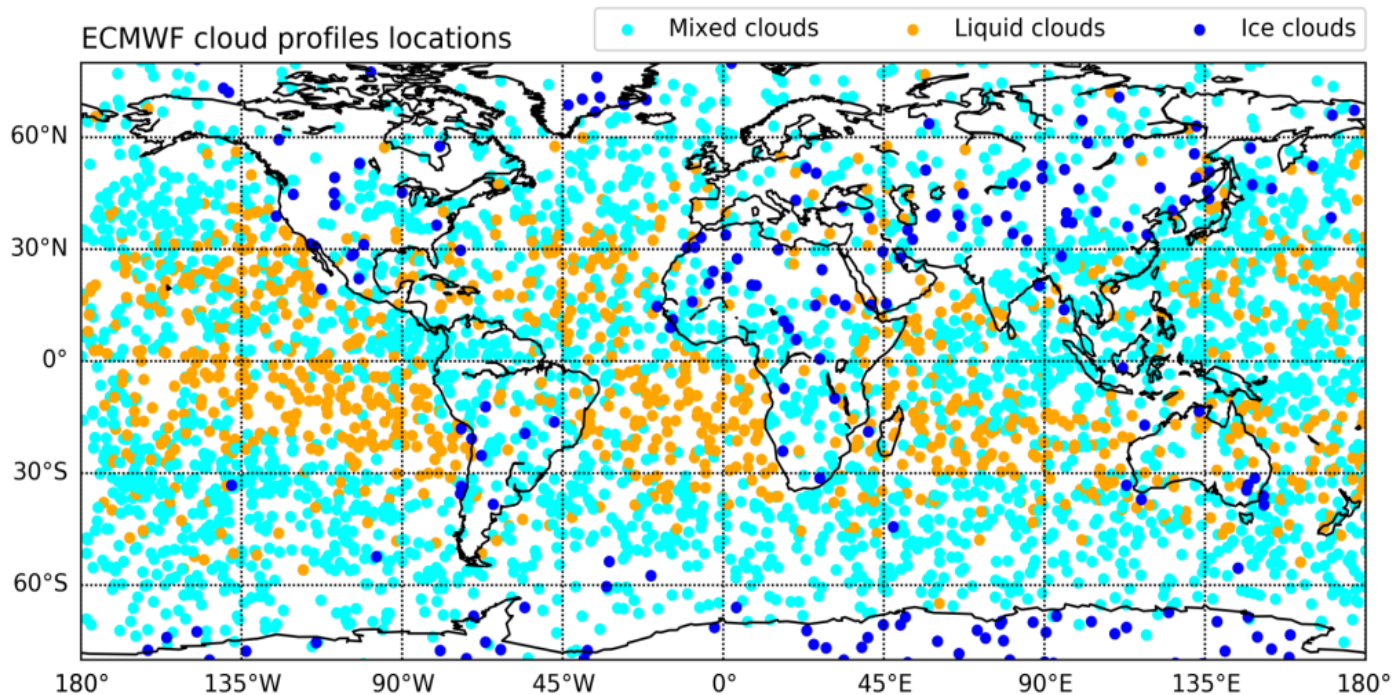 ECMWF cloud profiles locations
Mixed clouds
Liquid clouds
Ice clouds
60°N
30°N
0°
30°S
60°S
180°
135°W
90°W
45°W
0°
45°E
90°E
135°E
180°